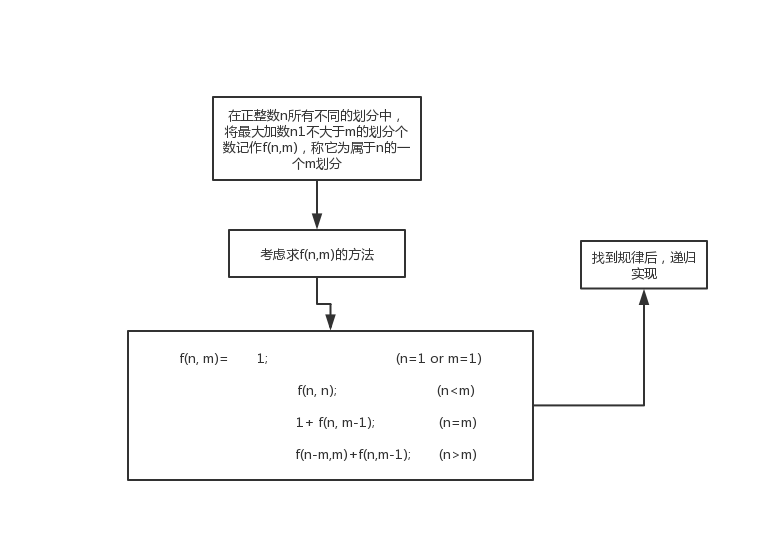 在正整数n所有不同的划分中，
将最大加数n1不大于m的划分个
数记作f(n,m)，称它为属于n的一
个m划分
考虑求f(n,m)的方法
找到规律后，递归
实现
f(n, m)= 1; (n=1 or m=1)
f(n, n); (n<m)
1+ f(n, m-1); (n=m)
f(n-m,m)+f(n,m-1); (n>m)